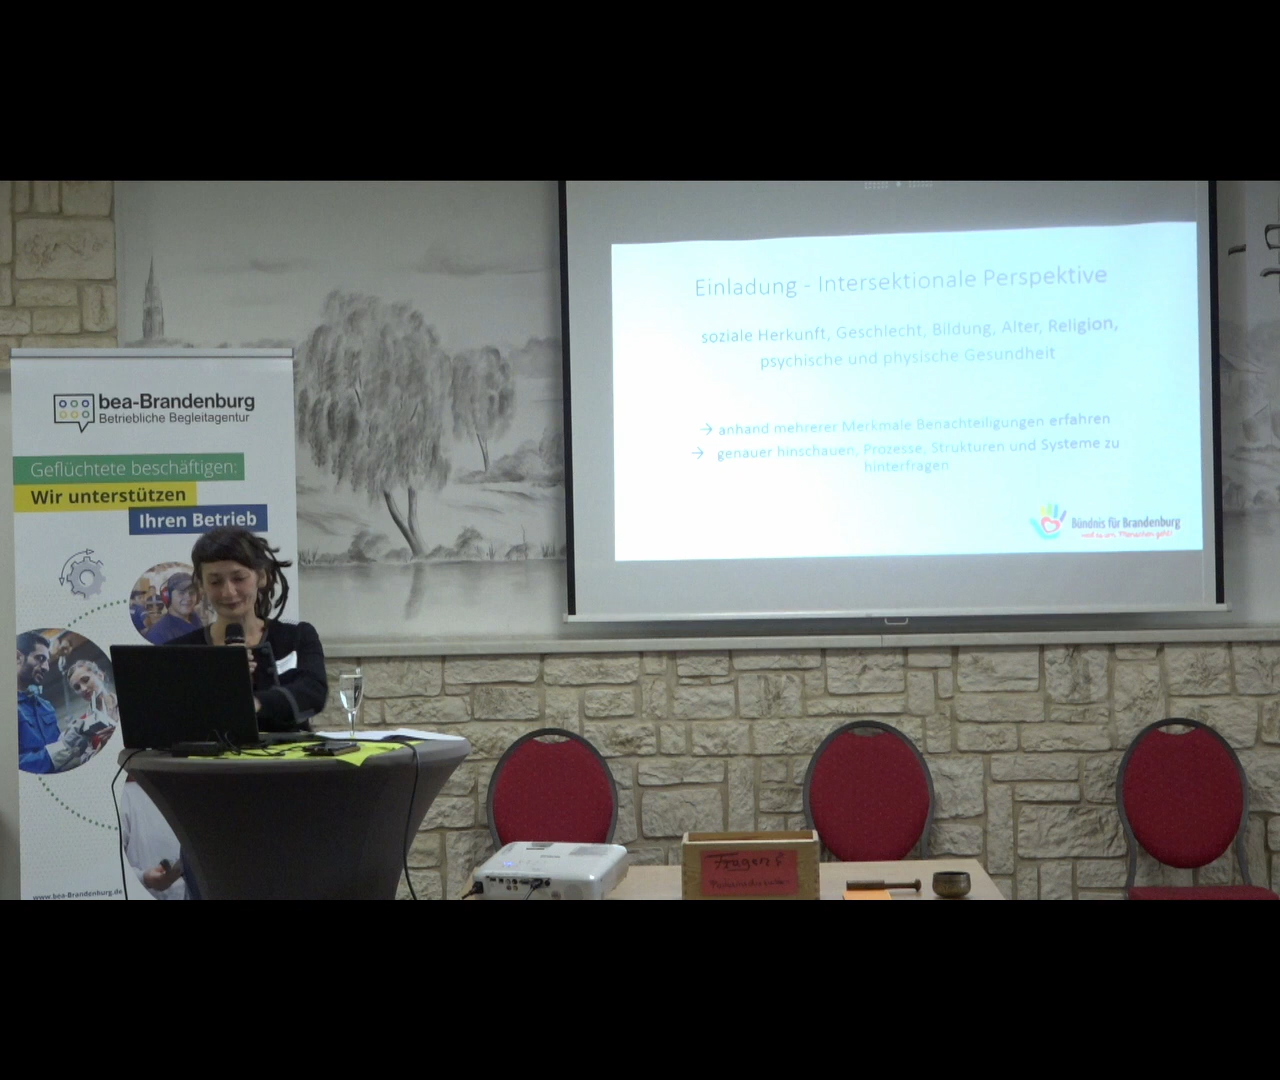 bea-Brandenburg
Betriebliche Begleitagentur
Geflüchtete beschäftigen:
Wir unterstützen
Ihren Betrieb
www.bea-Brandenburg.de
Einladung - Intersektionale Perspektive
soziale Herkunft, Geschlecht, Bildung, Alter, Religion,
psychische und physische Gesundheit
→ anhand mehrerer Merkmale Benachteiligungen erfahren
→ genauer hinschauen, Prozesse, Strukturen und Systeme zu
hinterfragen
Bündnis für Brandenburg
Fragen